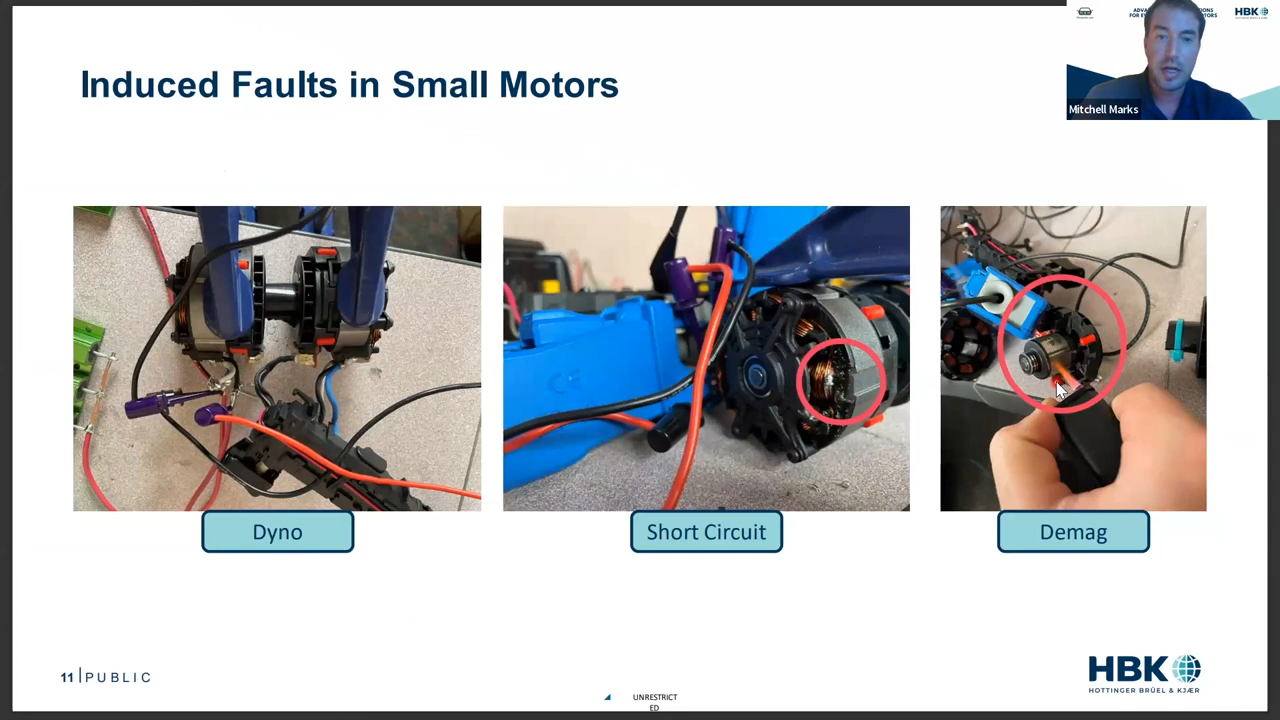 Induced Faults in Small Motors
HBK
Mitchell Marks
Dyno
Short Circuit
Demag
11 | PUBLIC
UNRESTRICT
ED
HBK
HOTTINGER BRÜEL & KJÆR